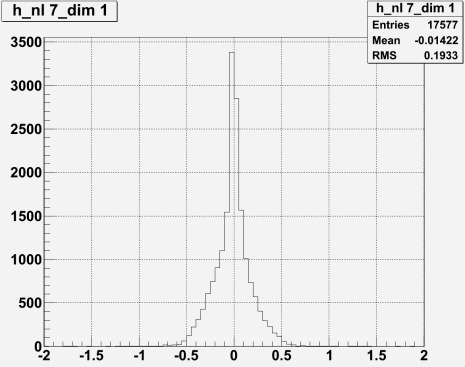 h_nl 7_dim 1
h_nl 7_dim 1
Entries 17577
Mean -0.01422
RMS 0.1933
3500
3000
2500
2000
1500
1000
500
0
-2 -1.5 -1 -0.5 0 0.5 1 1.5 2